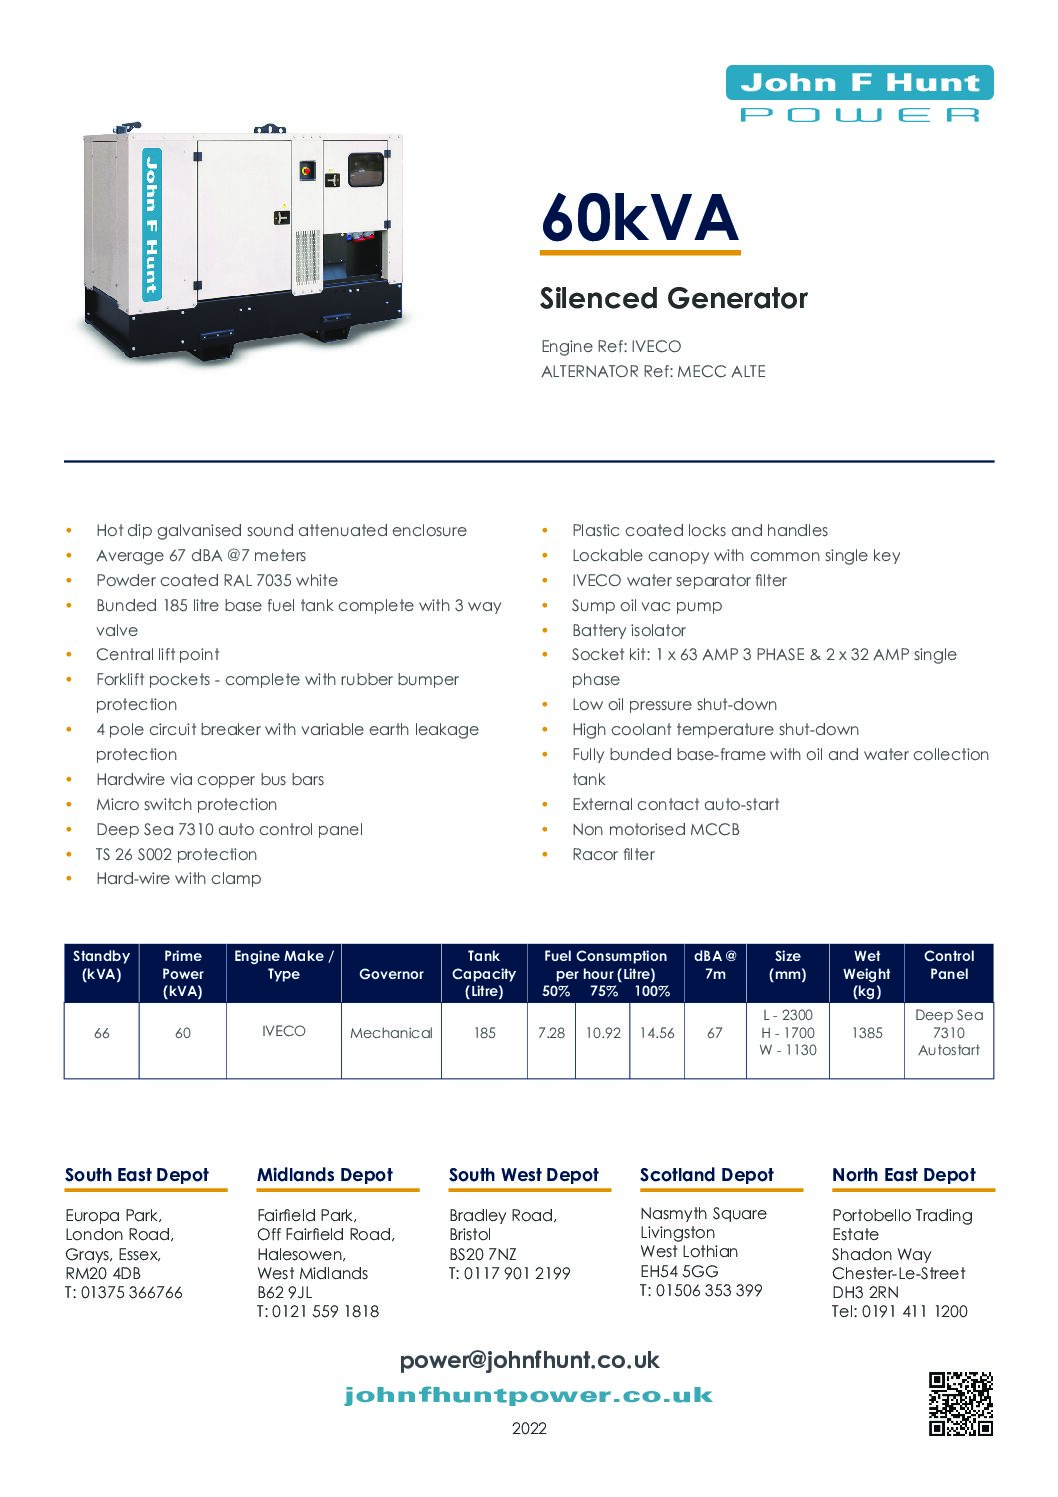 John F Hunt
POWER
John F Hunt
60kVA
Silenced Generator
Engine Ref: IVECO
ALTERNATOR Ref: MECC ALTE
• Hot dip galvanised sound attenuated enclosure
• Average 67 dBA @7 meters
• Powder coated RAL 7035 white
• Bunded 185 litre base fuel tank complete with 3 way
valve
• Central lift point
• Forklift pockets - complete with rubber bumper
protection
• 4 pole circuit breaker with variable earth leakage
protection
• Hardwire via copper bus bars
• Micro switch protection
• Deep Sea 7310 auto control panel
• TS 26 S002 protection
• Hard-wire with clamp
• Plastic coated locks and handles
• Lockable canopy with common single key
• IVECO water separator filter
• Sump oil vac pump
• Battery isolator
• Socket kit: 1 x 63 AMP 3 PHASE & 2 x 32 AMP single
phase
• Low oil pressure shut-down
• High coolant temperature shut-down
• Fully bunded base-frame with oil and water collection
tank
• External contact auto-start
• Non motorised MCCB
• Racor filter
Standby (kVA) Prime Power (kVA) Engine Make / Type Governor Tank Capacity (Litre) Fuel Consumption per hour (Litre) 50% 75% 100% dBA @ 7m Size (mm) Wet Weight (kg) Control Panel
66 60 IVECO Mechanical 185 7.28 10.92 14.56 67 L - 2300 H - 1700 W - 1130 1385 Deep Sea 7310 Autostart
South East Depot
Europa Park,
London Road,
Grays, Essex,
RM20 4DB
T: 01375 366766
Midlands Depot
Fairfield Park,
Off Fairfield Road,
Halesowen,
West Midlands
B62 9JL
T: 0121 559 1818
South West Depot
Bradley Road,
Bristol
BS20 7NZ
T: 0117 901 2199
Scotland Depot
Nasmyth Square
Livingston
West Lothian
EH54 5GG
T: 01506 353 399
North East Depot
Portobello Trading
Estate
Shadon Way
Chester-Le-Street
DH3 2RN
Tel: 0191 411 1200
power@johnfhunt.co.uk
johnfhuntpower.co.uk
2022